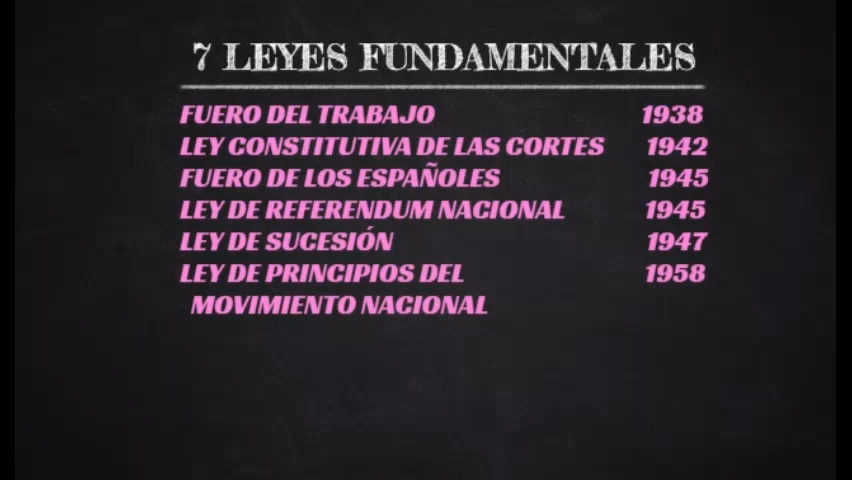 7 LEYES FUNDAMENTALES
FUERO DEL TRABAJO 1938
LEY CONSTITUTIVA DE LAS CORTES 1942
FUERO DE LOS ESPAÑOLES 1945
LEY DE REFERENDUM NACIONAL 1945
LEY DE SUCESIÓN 1947
LEY DE PRINCIPIOS DEL 1958
MOVIMIENTO NACIONAL